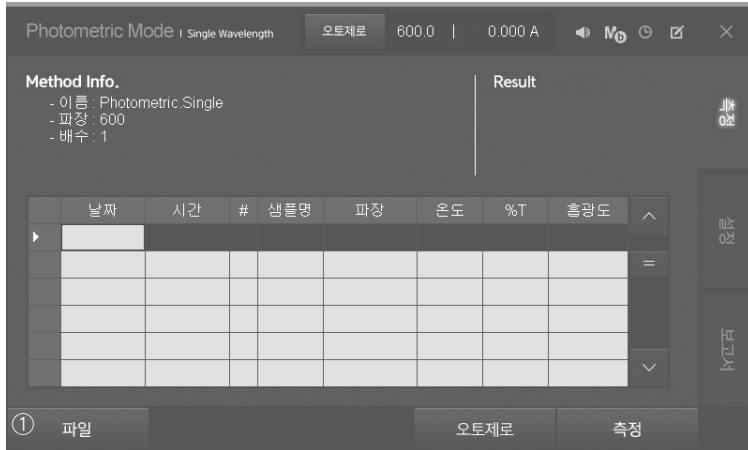 Photometric Mode | Single Wavelength 오토제로 600.0 | 0.000 A
Method Info.
- 이름 : Photometric.Single
- 파장 : 600
- 배수 : 1
Result
측정
설정
보고서
날짜 시간 # 샘플명 파장 온도 %T 흡광도
① 파일 오토제로 측정